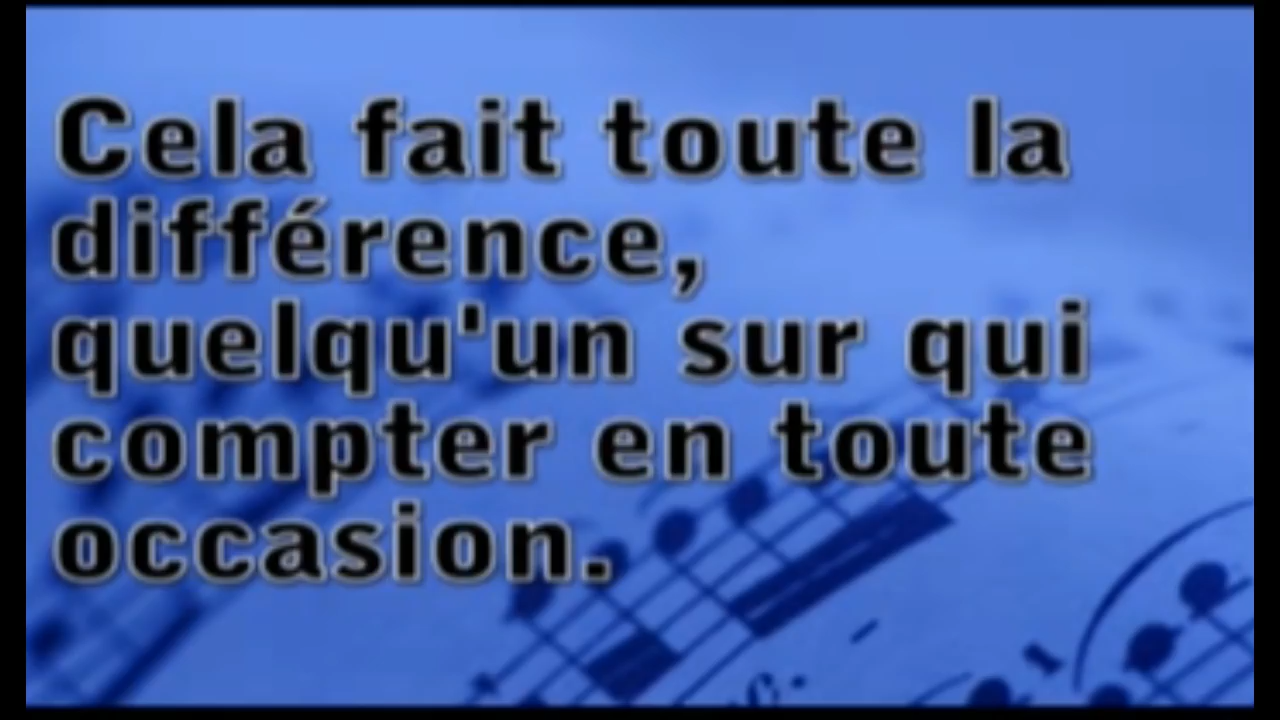 Cela fait toute la
différence,
quelqu'un sur qui
compter en toute
occasion.